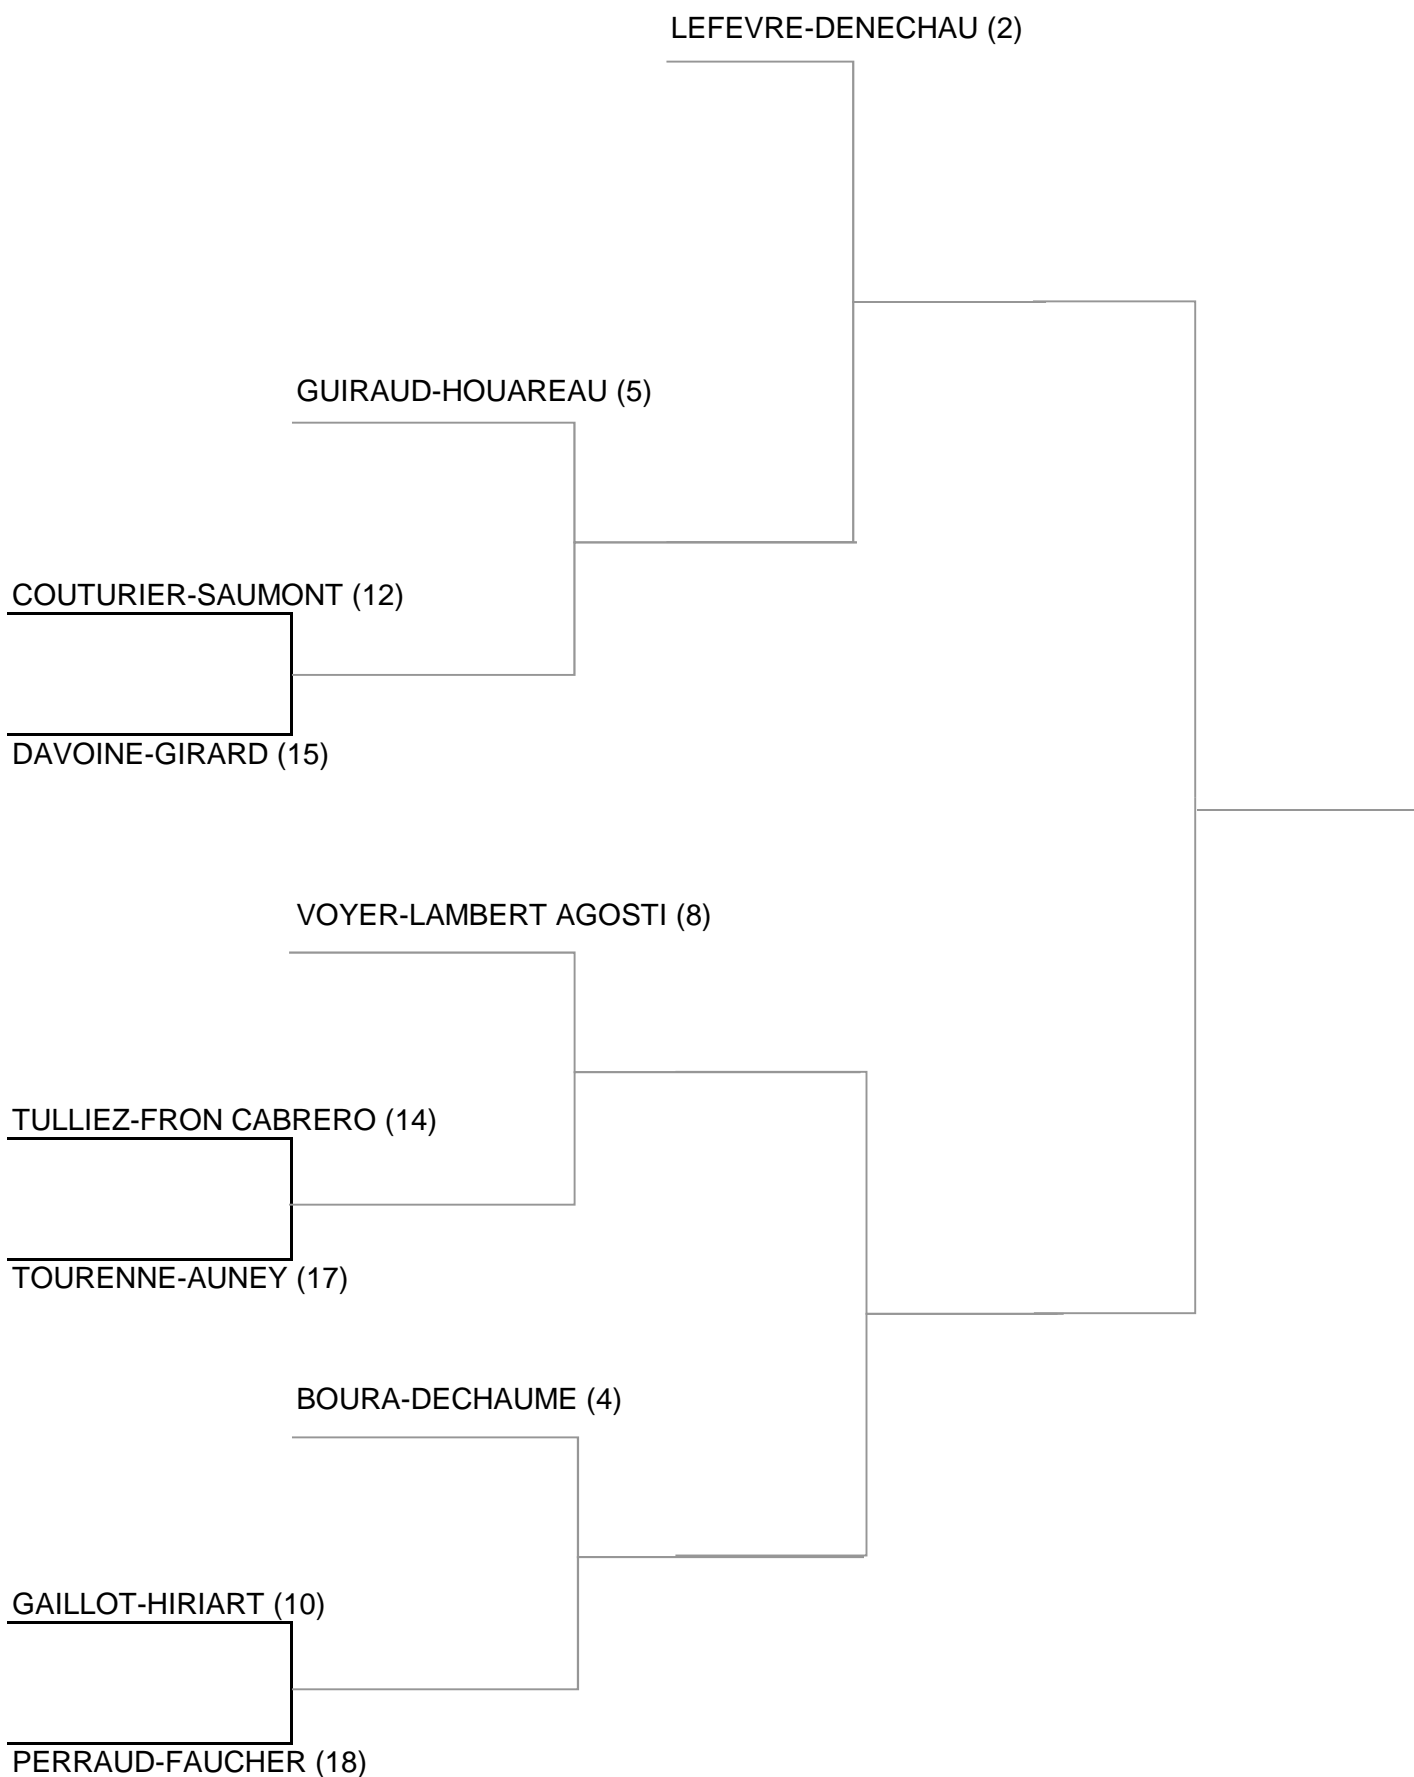 LEFEVRE-DENECHAU (2)
GUIRAUD-HOUAREAU (5)
COUTURIER-SAUMONT (12)
DAVOINE-GIRARD (15)
VOYER-LAMBERT AGOSTI (8)
TULLIEZ-FRON CABRERO (14)
TOURENNE-AUNEY (17)
BOURA-DECHAUME (4)
GAILLOT-HIRIART (10)
PERRAUD-FAUCHER (18)